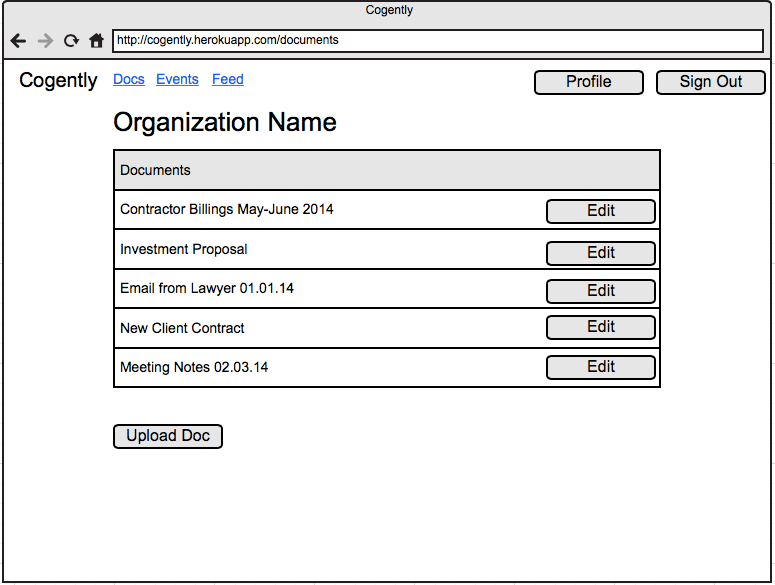 Cogently
http://cogently.herokuapp.com/documents
Cogently Docs Events Feed Profile Sign Out
Organization Name
Documents
Contractor Billings May-June 2014 Edit
Investment Proposal Edit
Email from Lawyer 01.01.14 Edit
New Client Contract Edit
Meeting Notes 02.03.14 Edit
Upload Doc